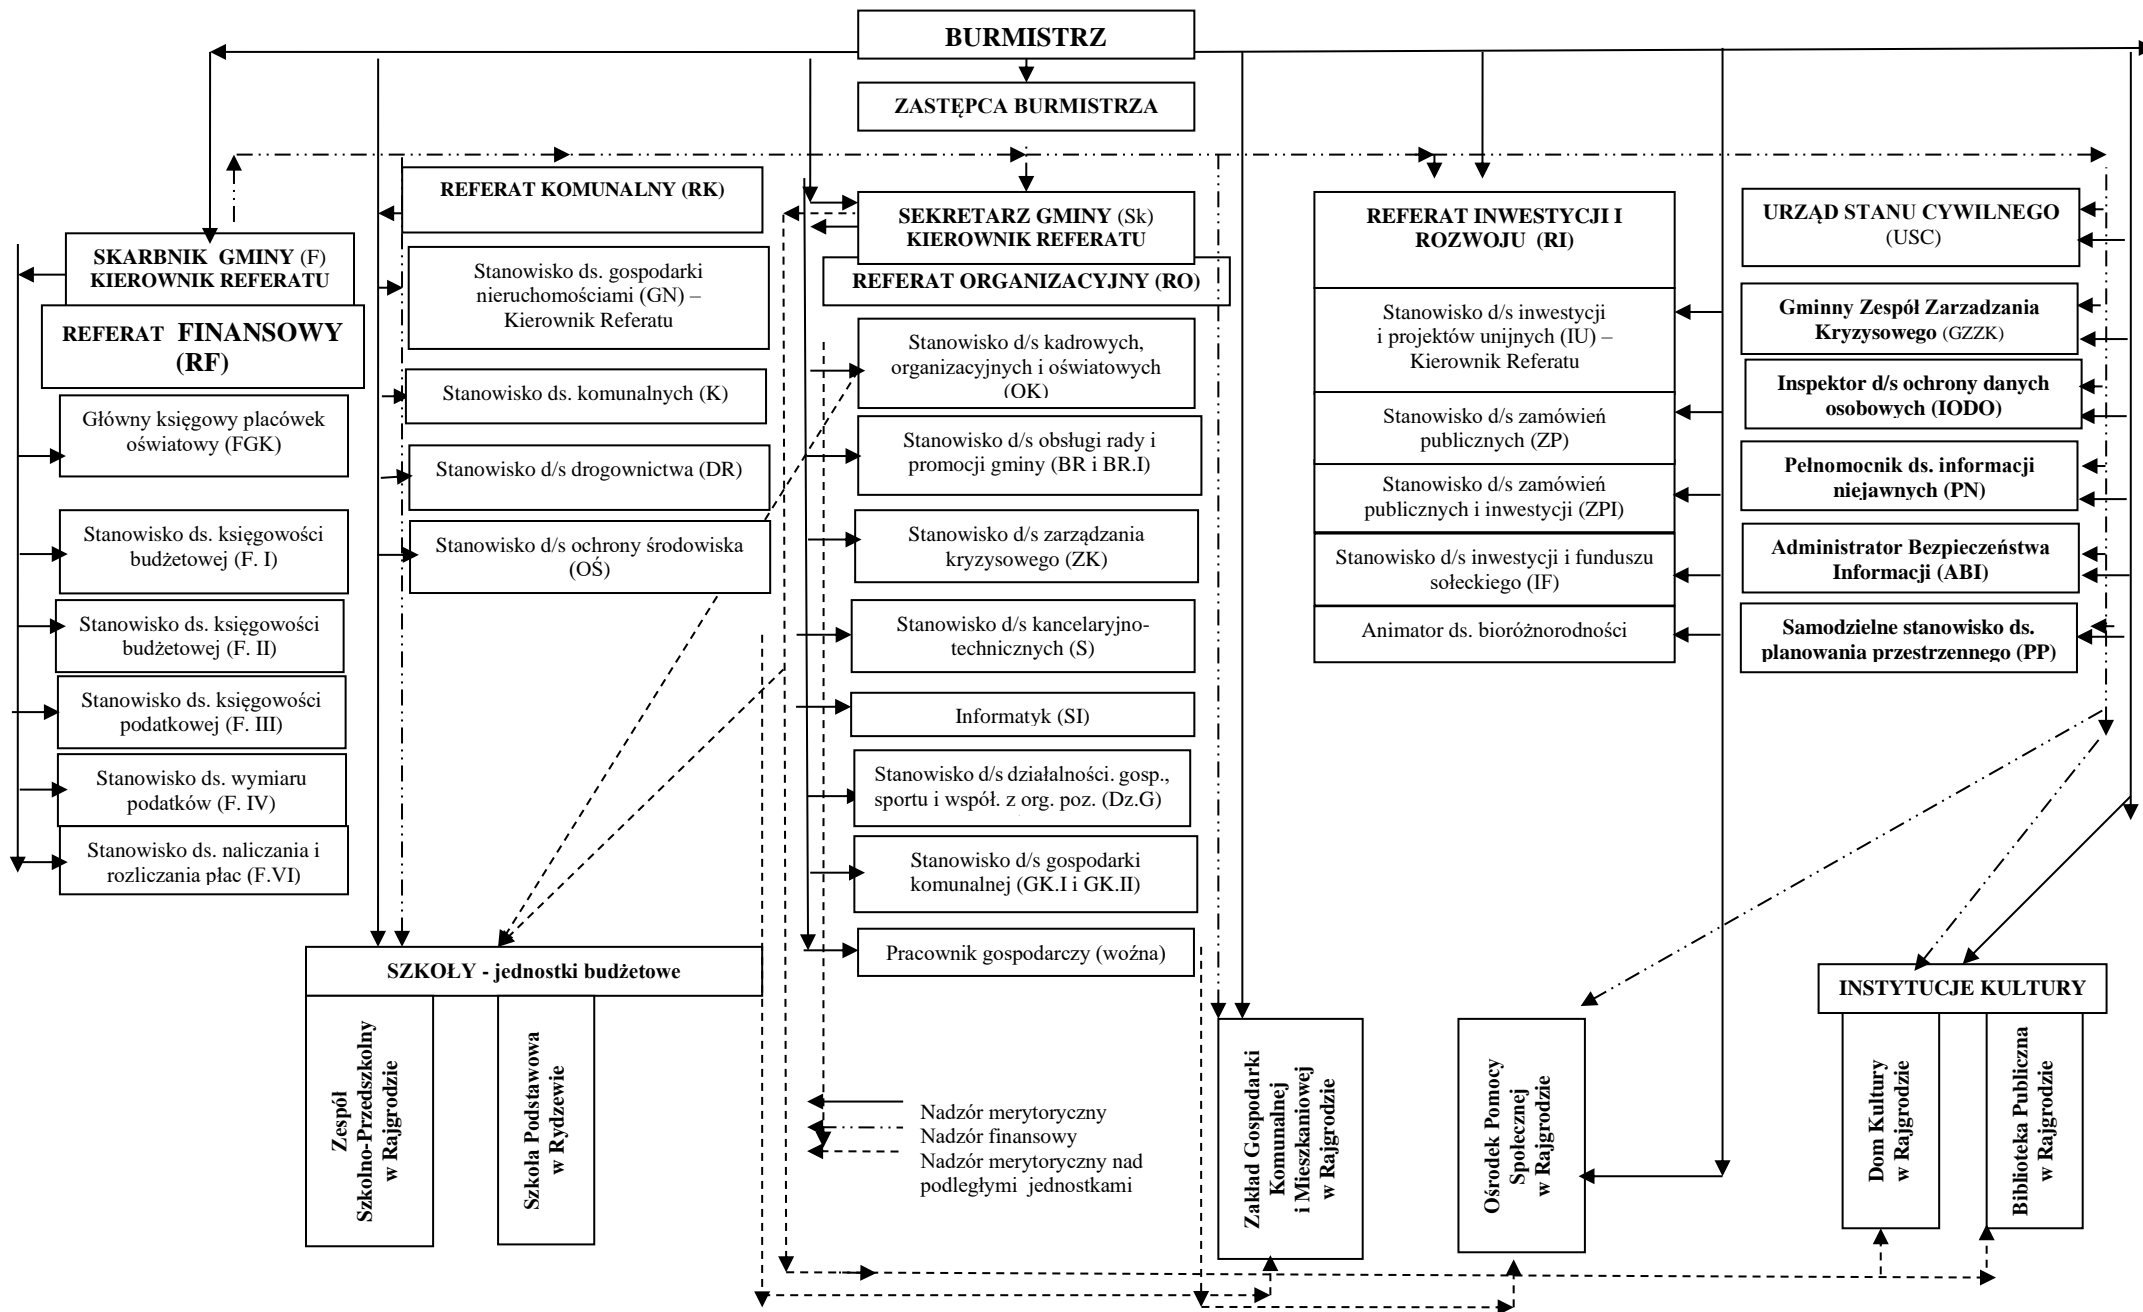 BURMISTRZ
ZASTĘPCA BURMISTRZA
SKARBNIK GMINY (F)
KIEROWNIK REFERATU
REFERAT FINANSOWY
(RF)
Główny księgowy placówek
oświatowy (FGK)
Stanowisko ds. księgowości
budżetowej (F. I)
Stanowisko ds. księgowości
budżetowej (F. II)
Stanowisko ds. księgowości
podatkowej (F. III)
Stanowisko ds. wymiaru
podatków (F. IV)
Stanowisko ds. naliczania i
rozliczania płac (F.VI)
REFERAT KOMUNALNY (RK)
Stanowisko ds. gospodarki
nieruchomościami (GN) –
Kierownik Referatu
Stanowisko ds. komunalnych (K)
Stanowisko d/s drogownictwa (DR)
Stanowisko d/s ochrony środowiska
(OŚ)
SEKRETARZ GMINY (Sk)
KIEROWNIK REFERATU
REFERAT ORGANIZACYJNY (RO)
Stanowisko d/s kadrowych,
organizacyjnych i oświatowych
(OK)
Stanowisko d/s obsługi rady i
promocji gminy (BR i BR.I)
Stanowisko d/s zarządzania
kryzysowego (ZK)
Stanowisko d/s kancelaryjno-
technicznych (S)
Informatyk (SI)
Stanowisko d/s działalności. gosp.,
sportu i współ. z org. poz. (Dz.G)
Stanowisko d/s gospodarki
komunalnej (GK.I i GK.II)
Pracownik gospodarczy (woźna)
REFERAT INWESTYCJI I
ROZWOJU (RI)
Stanowisko d/s inwestycji
i projektów unijnych (IU) –
Kierownik Referatu
Stanowisko d/s zamówień
publicznych (ZP)
Stanowisko d/s zamówień
publicznych i inwestycji (ZPI)
Stanowisko d/s inwestycji i funduszu
sołeckiego (IF)
Animator ds. bioróżnorodności
URZĄD STANU CYWILNEGO
(USC)
Gminny Zespół Zarzadzania
Kryzysowego (GZZK)
Inspektor d/s ochrony danych
osobowych (IODO)
Pełnomocnik ds. informacji
niejawnych (PN)
Administrator Bezpieczeństwa
Informacji (ABI)
Samodzielne stanowisko ds.
planowania przestrzennego (PP)
SZKOŁY - jednostki budżetowe
Zespół
Szkolno-Przedszkolny
w Rajgrodzie
Szkoła Podstawowa
w Rydzewie
Nadzór merytoryczny
Nadzór finansowy
Nadzór merytoryczny nad
podległymi jednostkami
Zakład Gospodarki
Komunalnej
i Mieszkaniowej
w Rajgrodzie
Ośrodek Pomocy
Społecznej
w Rajgrodzie
INSTYTUCJE KULTURY
Dom Kultury
w Rajgrodzie
Biblioteka Publiczna
w Rajgrodzie